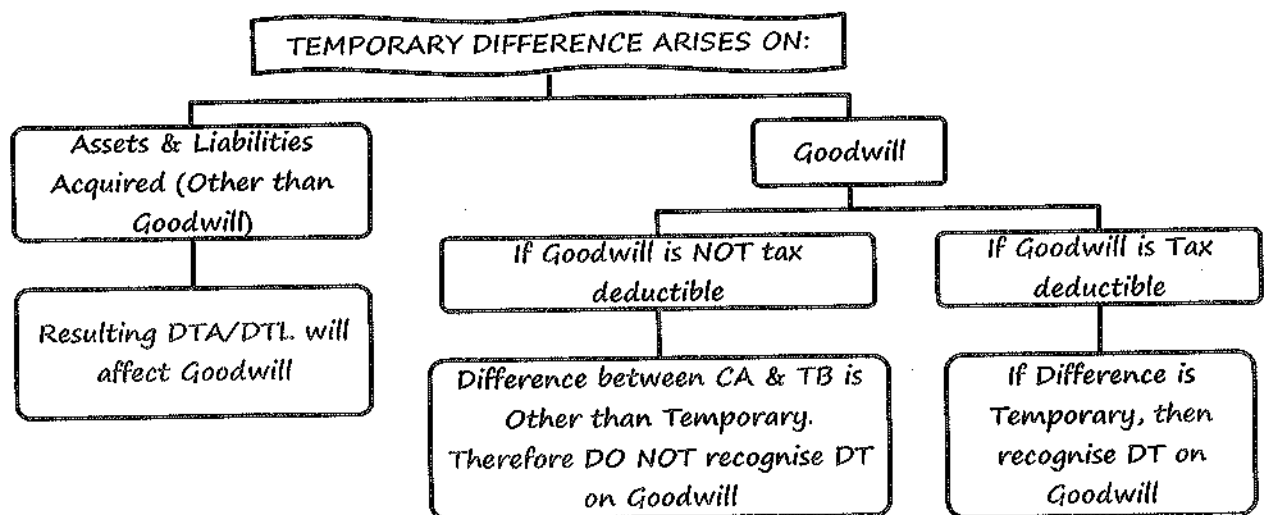 TEMPORARY DIFFERENCE ARISES ON:
Assets & Liabilities
Acquired (Other than
Goodwill)
Resulting DTA/DTL will
affect Goodwill
Goodwill
If Goodwill is NOT tax
deductible
Difference between CA & TB is
Other than Temporary.
Therefore DO NOT recognise DT
on Goodwill
If Goodwill is Tax
deductible
If Difference is
Temporary, then
recognise DT on
Goodwill